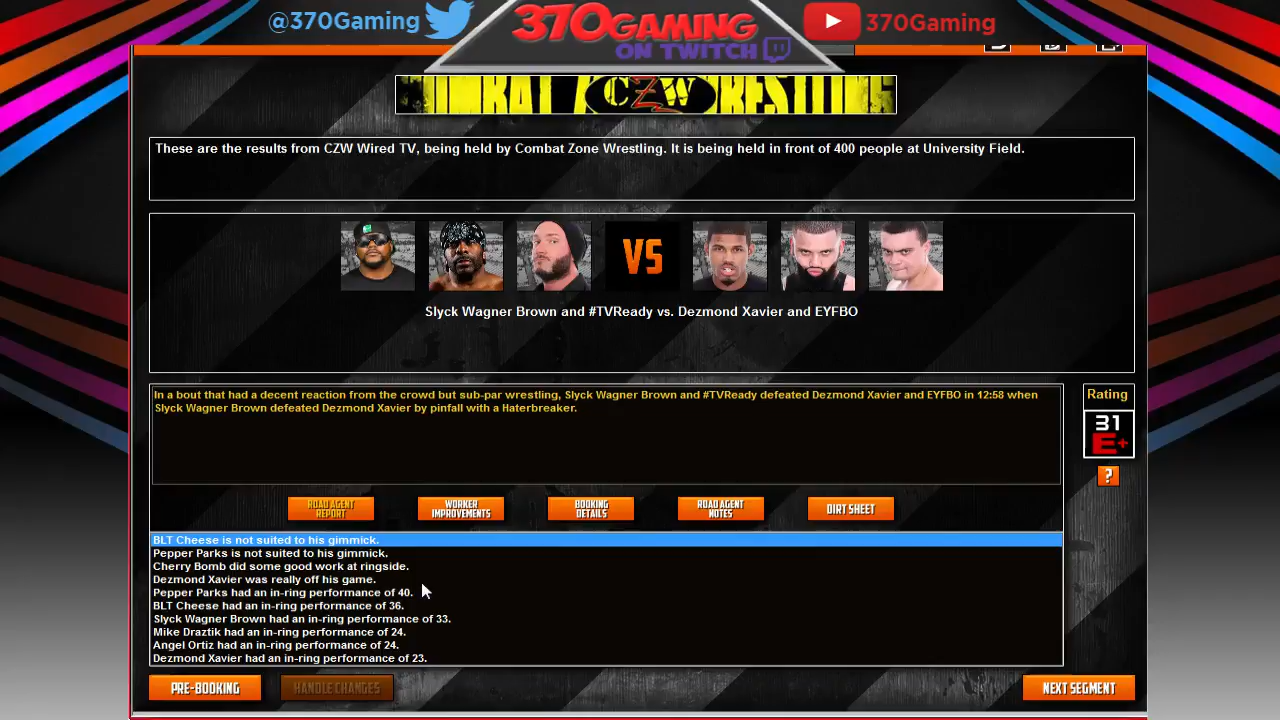 @370Gaming
370GAMING
ON TWITCH
370Gaming
COMBAT ZONE WRESTLING
CZW
These are the results from CZW Wired TV, being held by Combat Zone Wrestling. It is being held in front of 400 people at University Field.
VS
Slyck Wagner Brown and #TVReady vs. Dezmond Xavier and EYFBO
In a bout that had a decent reaction from the crowd but sub-par wrestling, Slyck Wagner Brown and #TVReady defeated Dezmond Xavier and EYFBO in 12:58 when
Slyck Wagner Brown defeated Dezmond Xavier by pinfall with a Haterbreaker.
Rating
31
E+
?
ROAD AGENT
REPORT
WORKER
IMPROVEMENTS
BOOKING
DETAILS
ROAD AGENT
NOTES
DIRT SHEET
BLT Cheese is not suited to his gimmick.
Pepper Parks is not suited to his gimmick.
Cherry Bomb did some good work at ringside.
Dezmond Xavier was really off his game.
Pepper Parks had an in-ring performance of 40.
BLT Cheese had an in-ring performance of 36.
Slyck Wagner Brown had an in-ring performance of 33.
Mike Draztik had an in-ring performance of 24.
Angel Ortiz had an in-ring performance of 24.
Dezmond Xavier had an in-ring performance of 23.
PRE-BOOKING
HANDLE CHANGES
NEXT SEGMENT